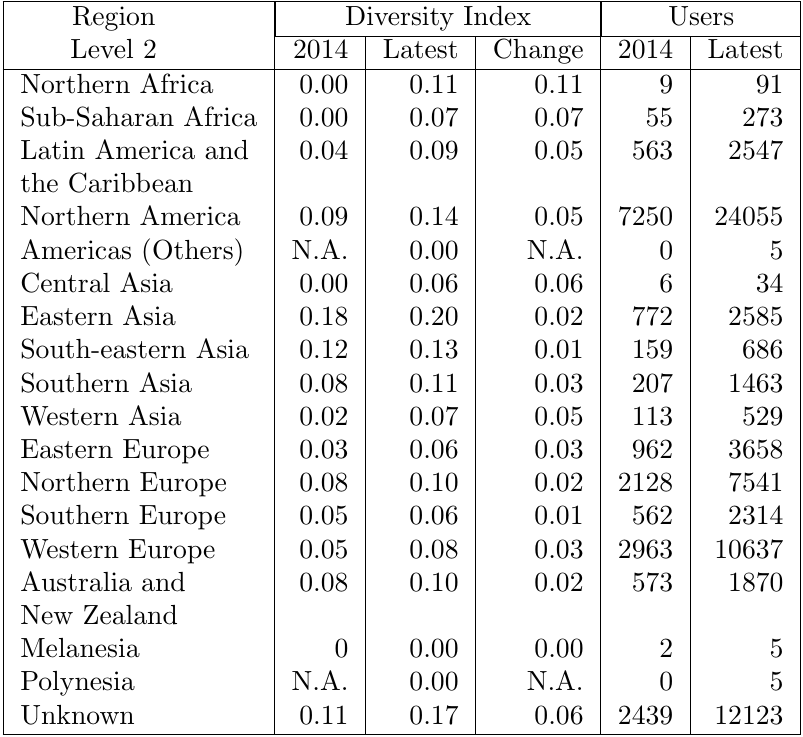 Region Diversity Index Users
Level 2 2014 Latest Change 2014 Latest
Northern Africa 0.00 0.11 0.11 9 91
Sub-Saharan Africa 0.00 0.07 0.07 55 273
Latin America and 0.04 0.09 0.05 563 2547
the Caribbean
Northern America 0.09 0.14 0.05 7250 24055
Americas (Others) N.A. 0.00 N.A. 0 5
Central Asia 0.00 0.06 0.06 6 34
Eastern Asia 0.18 0.20 0.02 772 2585
South-eastern Asia 0.12 0.13 0.01 159 686
Southern Asia 0.08 0.11 0.03 207 1463
Western Asia 0.02 0.07 0.05 113 529
Eastern Europe 0.03 0.06 0.03 962 3658
Northern Europe 0.08 0.10 0.02 2128 7541
Southern Europe 0.05 0.06 0.01 562 2314
Western Europe 0.05 0.08 0.03 2963 10637
Australia and 0.08 0.10 0.02 573 1870
New Zealand
Melanesia 0 0.00 0.00 2 5
Polynesia N.A. 0.00 N.A. 0 5
Unknown 0.11 0.17 0.06 2439 12123